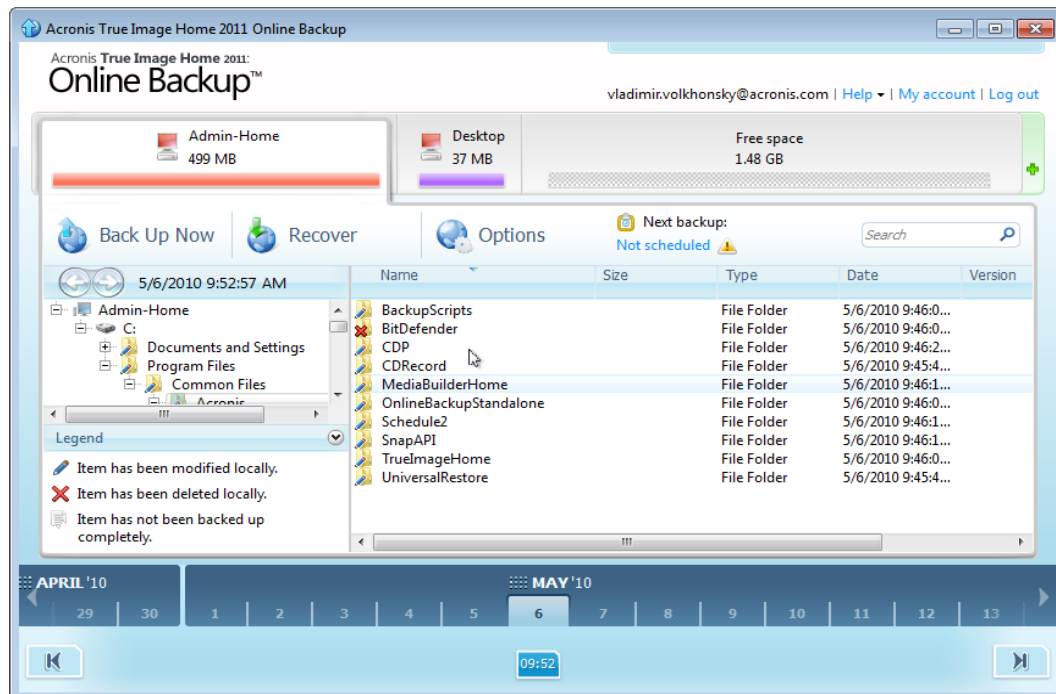 Acronis True Image Home 2011 Online Backup
Acronis True Image Home 2011:
Online Backup™
vladimir.volkhonsky@acronis.com | Help | My account | Log out
Admin-Home
499 MB
Desktop
37 MB
Free space
1.48 GB
Back Up Now
Recover
Options
Next backup:
Not scheduled
Search
5/6/2010 9:52:57 AM
Admin-Home
C:
Documents and Settings
Program Files
Common Files
Acronis
Legend
Item has been modified locally.
Item has been deleted locally.
Item has not been backed up
completely.
Name Size Type Date Version
BackupScripts File Folder 5/6/2010 9:46:0...
BitDefender File Folder 5/6/2010 9:46:0...
CDP File Folder 5/6/2010 9:46:2...
CDRecord File Folder 5/6/2010 9:45:4...
MediaBuilderHome File Folder 5/6/2010 9:46:1...
OnlineBackupStandalone File Folder 5/6/2010 9:46:0...
Schedule2 File Folder 5/6/2010 9:46:1...
SnapAPI File Folder 5/6/2010 9:46:1...
TrueImageHome File Folder 5/6/2010 9:46:0...
UniversalRestore File Folder 5/6/2010 9:45:4...
APRIL '10 MAY '10
29 30 1 2 3 4 5 6 7 8 9 10 11 12 13
09:52